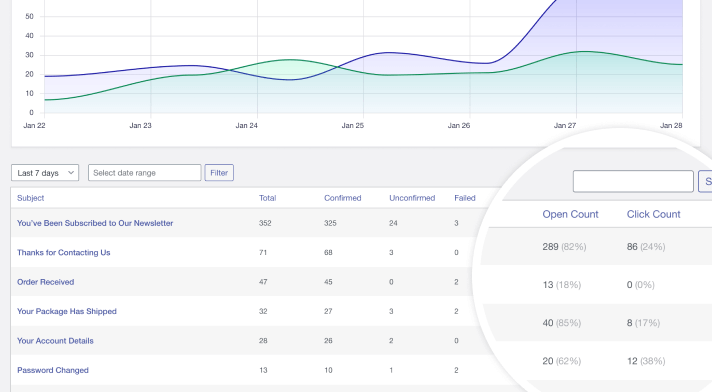 50
40
30
20
10
0
Jan 22 Jan 23 Jan 24 Jan 25 Jan 26 Jan 27 Jan 28
Last 7 days Select date range Filter S
Subject Total Confirmed Unconfirmed Failed Open Count Click Count
You've Been Subscribed to Our Newsletter 352 325 24 3 289 (82%) 86 (24%)
Thanks for Contacting Us 71 68 3 0 13 (18%) 0 (0%)
Order Received 47 45 0 2 40 (85%) 8 (17%)
Your Package Has Shipped 32 27 3 2 20 (62%) 12 (38%)
Your Account Details 28 26 2 0
Password Changed 13 10 1 2